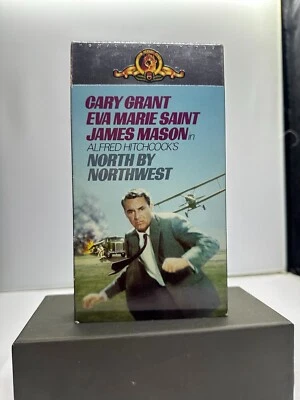 CARY GRANT
EVA MARIE SAINT
JAMES MASON in
ALFRED HITCHCOCK'S
NORTH BY
NORTHWEST